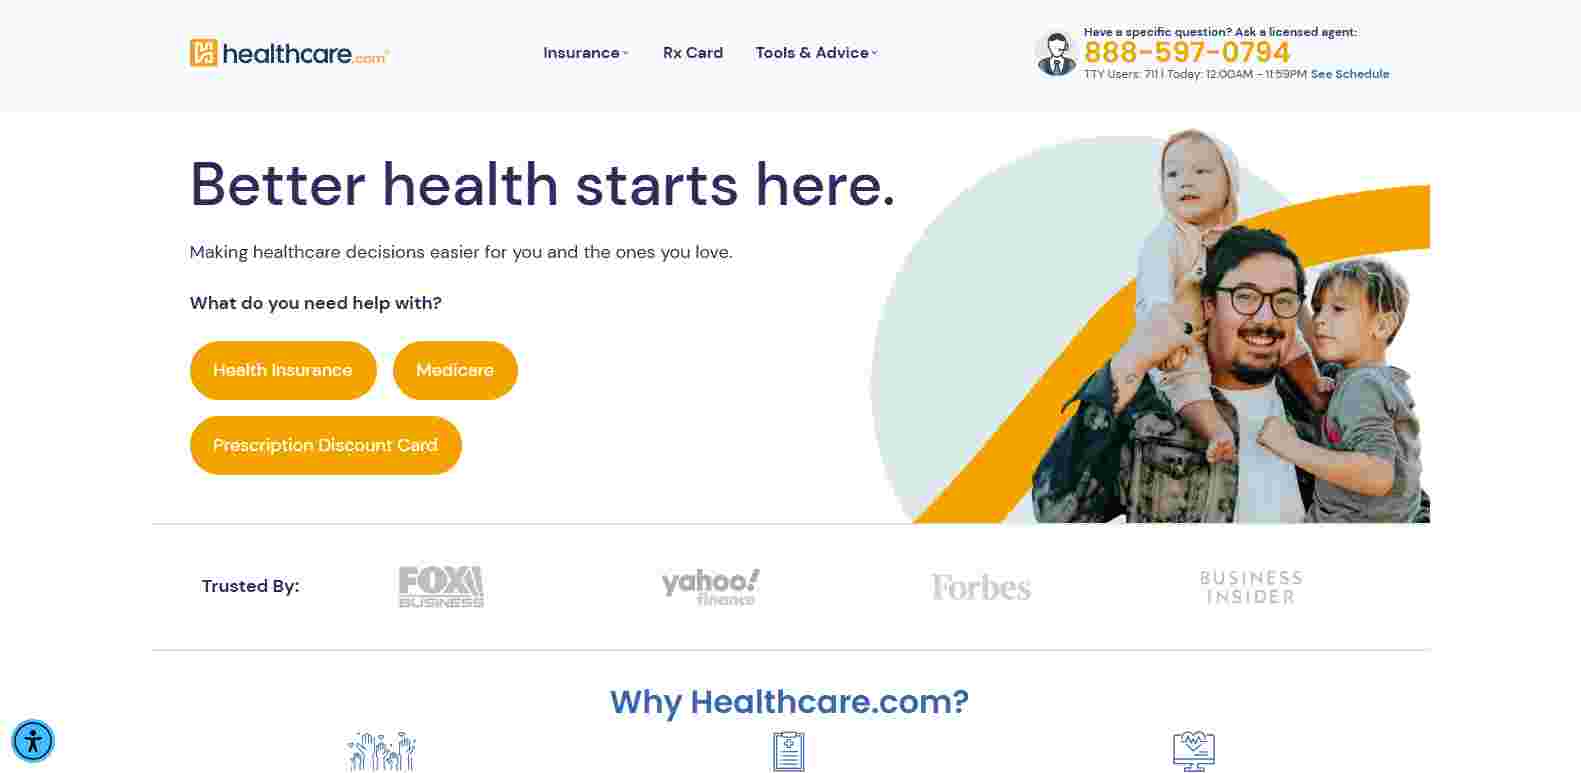 healthcare.com®
Insurance
Rx Card
Tools & Advice
Have a specific question? Ask a licensed agent:
888-597-0794
TTY Users: 711 | Today: 12:00AM - 11:59PM See Schedule
Better health starts here.
Making healthcare decisions easier for you and the ones you love.
What do you need help with?
Health Insurance
Medicare
Prescription Discount Card
Trusted By:
FOX
BUSINESS
yahoo!
finance
Forbes
BUSINESS
INSIDER
Why Healthcare.com?